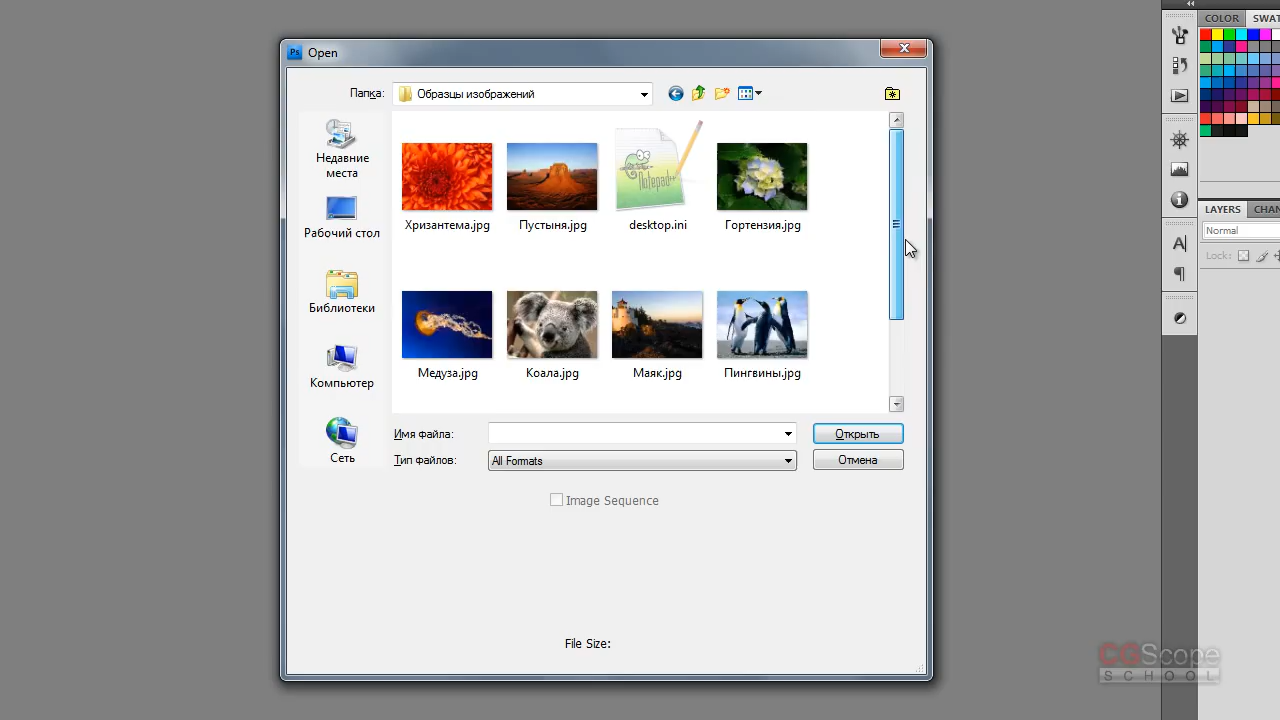 Ps Open
COLOR SWAT
Папка: Образцы изображений
Недавние
места
Рабочий стол
Библиотеки
Компьютер
Сеть
Notepad++
Хризантема.jpg Пустыня.jpg desktop.ini Гортензия.jpg
Медуза.jpg Коала.jpg Маяк.jpg Пингвины.jpg
Имя файла: Открыть
Тип файлов: All Formats Отмена
Image Sequence
File Size:
LAYERS CHAN
Normal
Lock:
CGScope
SCHOOL